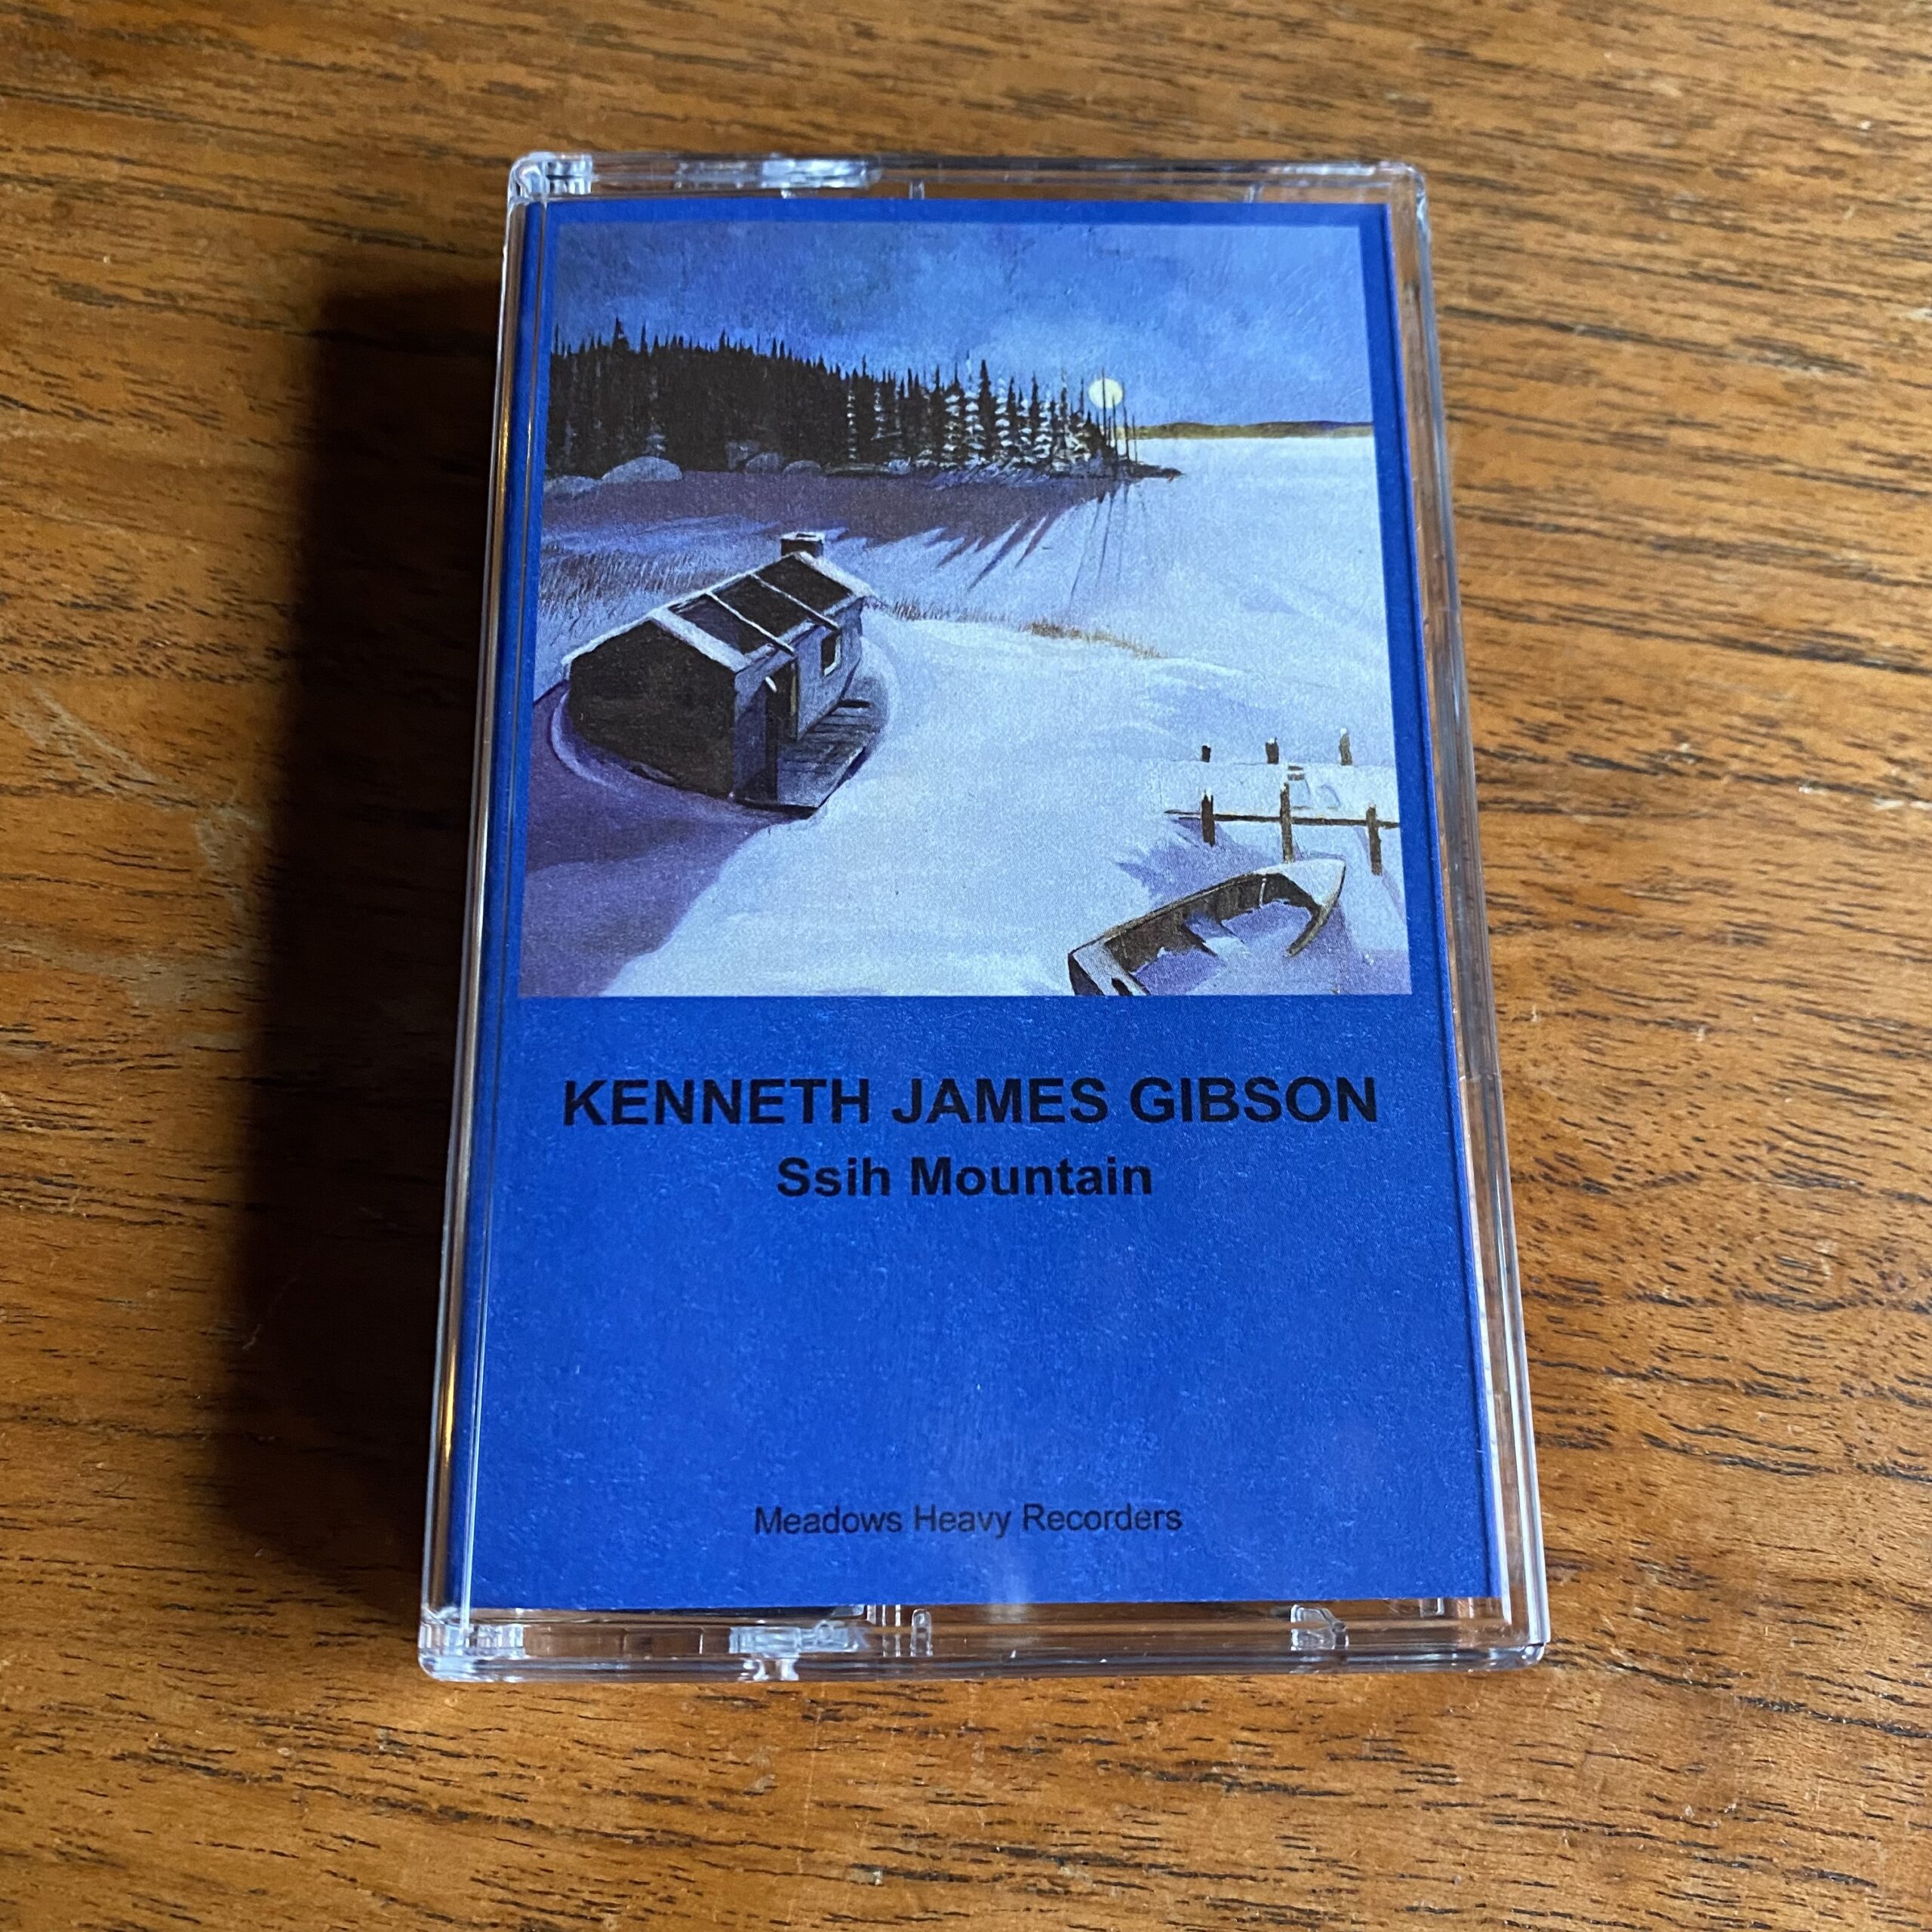 KENNETH JAMES GIBSON
Ssih Mountain
Meadows Heavy Recorders